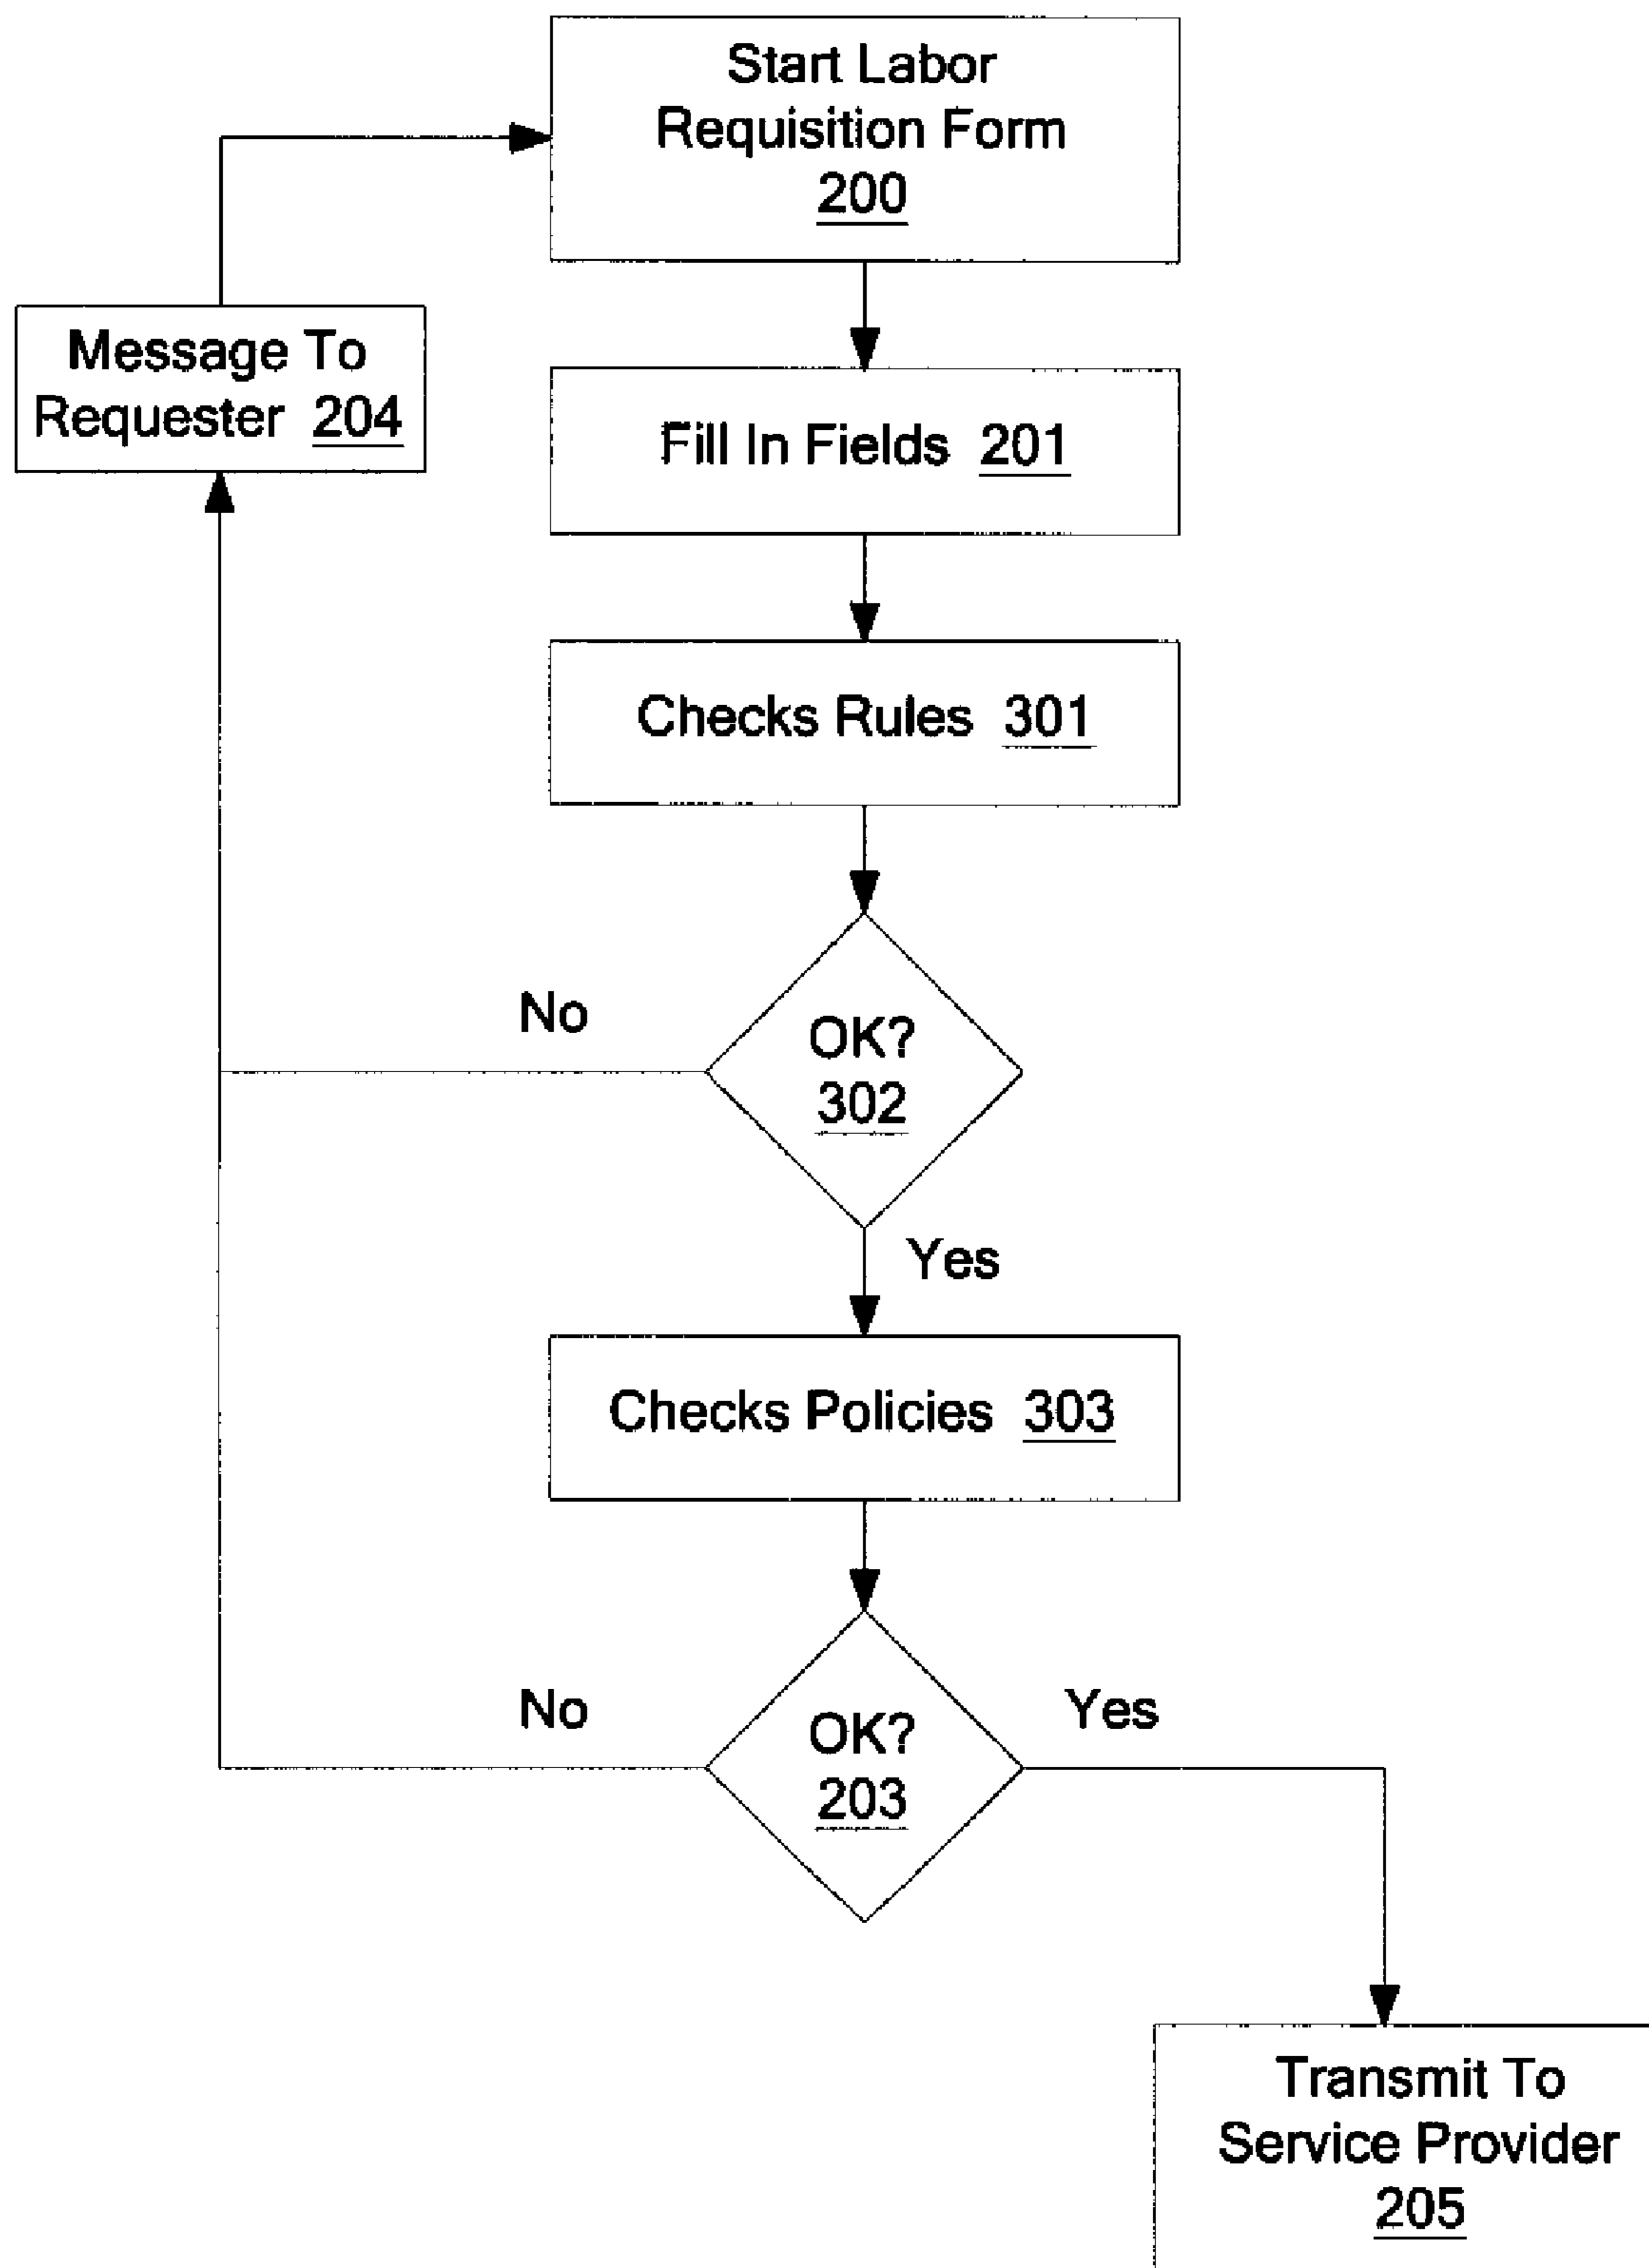 Start Labor
Requisition Form
200
Message To
Requester 204
Fill In Fields 201
Checks Rules 301
No
OK?
302
Yes
Checks Policies 303
No
Yes
OK?
203
Transmit To
Service Provider
205